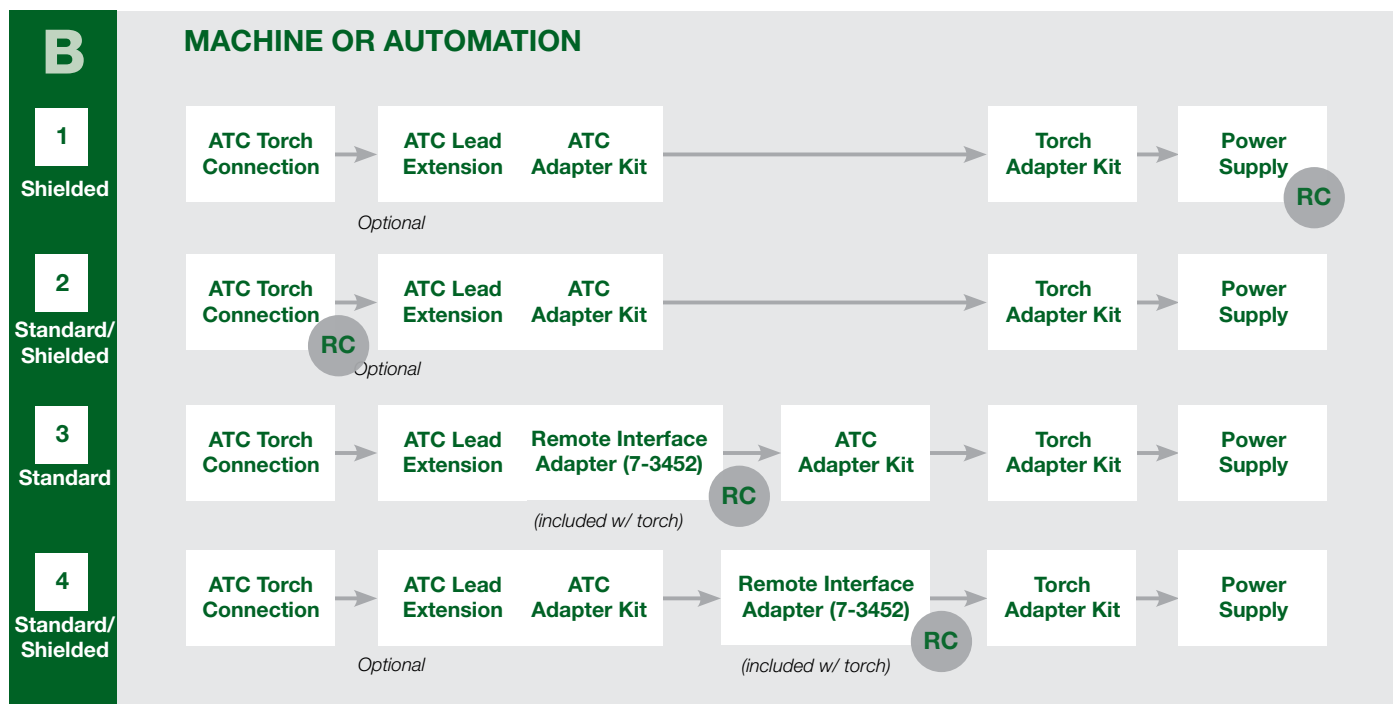 B
MACHINE OR AUTOMATION
1
Shielded
ATC Torch
Connection
ATC Lead
Extension
ATC
Adapter Kit
Torch
Adapter Kit
Power
Supply
RC
Optional
2
Standard/
Shielded
ATC Torch
Connection
RC
ATC Lead
Extension
ATC
Adapter Kit
Torch
Adapter Kit
Power
Supply
Optional
3
Standard
ATC Torch
Connection
ATC Lead
Extension
Remote Interface
Adapter (7-3452)
RC
(included w/ torch)
ATC
Adapter Kit
Torch
Adapter Kit
Power
Supply
4
Standard/
Shielded
ATC Torch
Connection
ATC Lead
Extension
ATC
Adapter Kit
Optional
Remote Interface
Adapter (7-3452)
RC
(included w/ torch)
Torch
Adapter Kit
Power
Supply